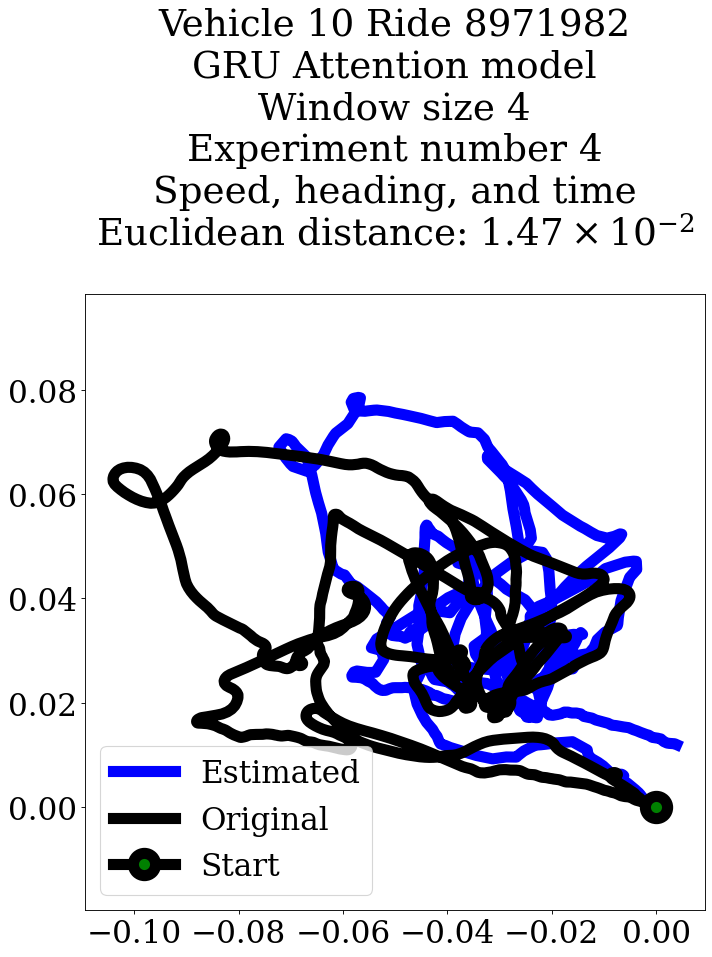 Vehicle 10 Ride 8971982
GRU Attention model
Window size 4
Experiment number 4
Speed, heading, and time
Euclidean distance: 1.47 × 10⁻²
0.08
0.06
0.04
0.02
0.00
Estimated
Original
Start
−0.10 −0.08 −0.06 −0.04 −0.02 0.00